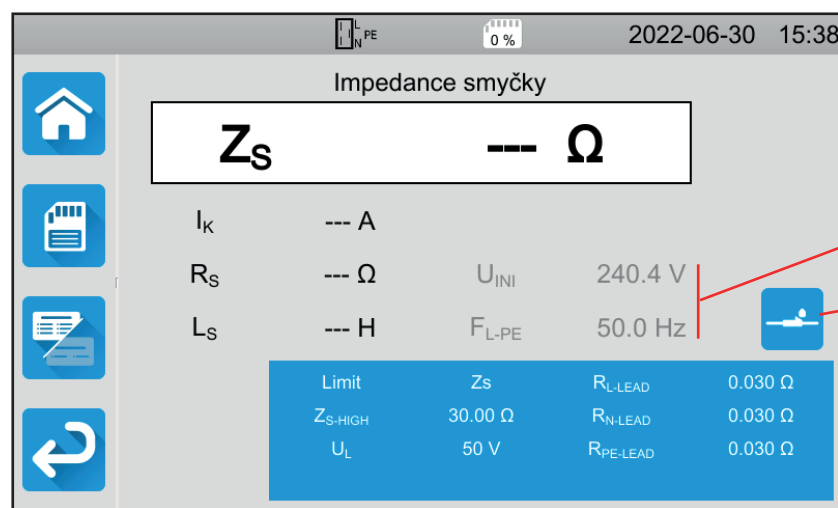 L
N PE
0 %
2022-06-30 15:38
Impedance smyčky
ZS --- Ω
IK --- A
RS --- Ω UINI 240.4 V
LS --- H FL-PE 50.0 Hz
Limit Zs RL-LEAD 0.030 Ω
ZS-HIGH 30.00 Ω RN-LEAD 0.030 Ω
UL 50 V RPE-LEAD 0.030 Ω